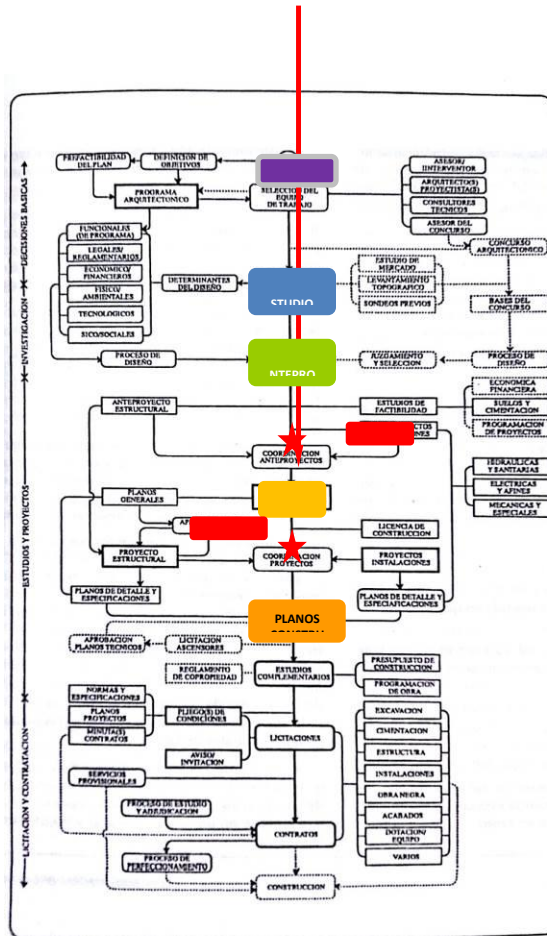 PREFACTIBILIDAD
DEL PLAN
DEFINICION DE
OBJETIVOS
PROGRAMA
ARQUITECTONICO
SELECCION DEL
EQUIPO
DE TRABAJO
ASESOR/
IINTERVENTOR
ARQUITECTO(S)
PROYECTISTA(S)
CONSULTORES
TECNICOS
ASESOR DEL
CONCURSO
DECISIONES BASICAS
FUNCIONALES
(DE PROGRAMA)
LEGALES/
REGLAMENTARIOS
ECONOMICO/
FINANCIEROS
FISICO/
AMBIENTALES
TECNOLOGICOS
SICO/SOCIALES
DETERMINANTES
DEL DISEÑO
STUDIO
ESTUDIO DE
MERCADO
LEVANTAMIENTO
TOPOGRAFICO
SONDEOS PREVIOS
CONCURSO
ARQUITECTONICO
BASES DEL
CONCURSO
INVESTIGACION
PROCESO DE
DISEÑO
NTEPRO
JUZGAMIENTO
Y SELECCION
PROCESO DE
DISEÑO
ANTEPROYECTO
ESTRUCTURAL
ESTUDIOS DE
FACTIBILIDAD
ECONOMICA
FINANCIERA
SUELOS Y
CIMENTACION
PROGRAMACION
DE PROYECTOS
COORDINACION
ANTEPROYECTOS
HIDRAULICAS
Y SANITARIAS
ELECTRICAS
Y AFINES
MECANICAS Y
ESPECIALES
PLANOS
GENERALES
LICENCIA DE
CONSTRUCCION
PROYECTO
ESTRUCTURAL
COORDINACION
PROYECTOS
PROYECTOS
INSTALACIONES
PLANOS DE DETALLE Y
ESPECIFICACIONES
PLANOS DE DETALLE Y
ESPECIAFICACIONES
ESTUDIOS Y PROYECTOS
PLANOS
APROBACION
PLANOS TECNICOS
LICITACION
ASCENSORES
REGLAMENTO
DE COPROPIEDAD
ESTUDIOS
COMPLEMENTARIOS
PRESUPUESTO DE
CONSTRUCCION
PROGRAMACION
DE OBRA
NORMAS Y
ESPECIFICACIONES
PLANOS
PROYECTOS
MINUTA(S)
CONTRATOS
PLIEGO(S) DE
CONDICIONES
AVISO/
INVITACION
LICITACIONES
EXCAVACION
CIMENTACION
ESTRUCTURA
INSTALACIONES
OBRA NEGRA
ACABADOS
DOTACION/
EQUIPO
VARIOS
SERVICIOS
PROVISIONALES
PROCESO DE ESTUDIO
Y ADJUDICACION
CONTRATOS
PROCESO DE
PERFECCIONAMIENTO
CONSTRUCCION
LICITACION Y CONTRATACION